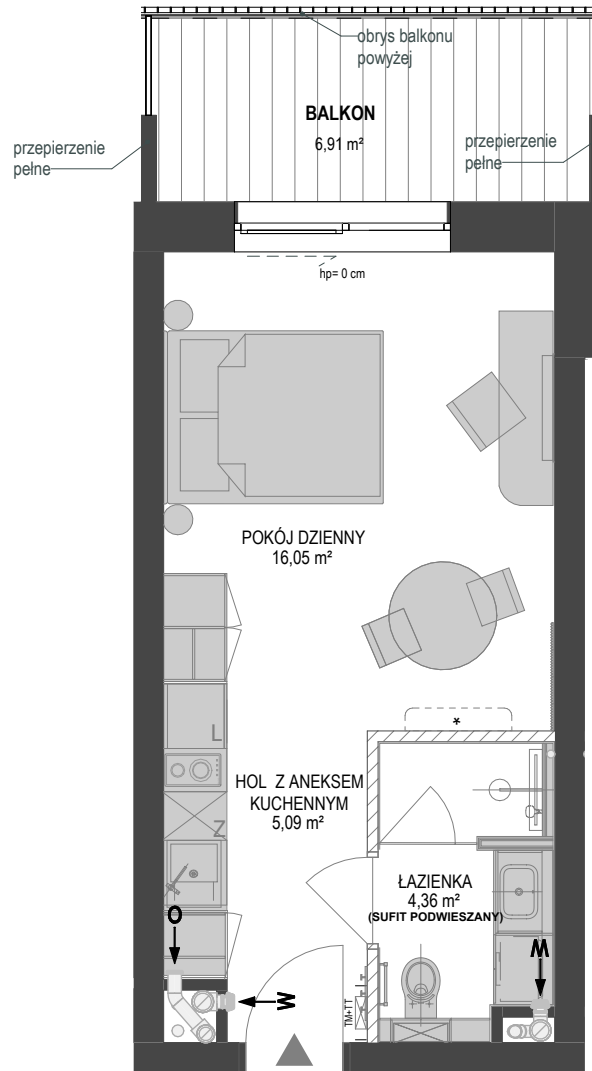 obrys balkonu
powyżej
BALKON
6,91 m²
przepierzenie
pełne
przepierzenie
pełne
hp= 0 cm
POKÓJ DZIENNY
16,05 m²
*
L
HOL Z ANEKSEM
KUCHENNYM
5,09 m²
Z
ŁAZIENKA
4,36 m²
(SUFIT PODWIESZANY)
O
W
W
TM+TT